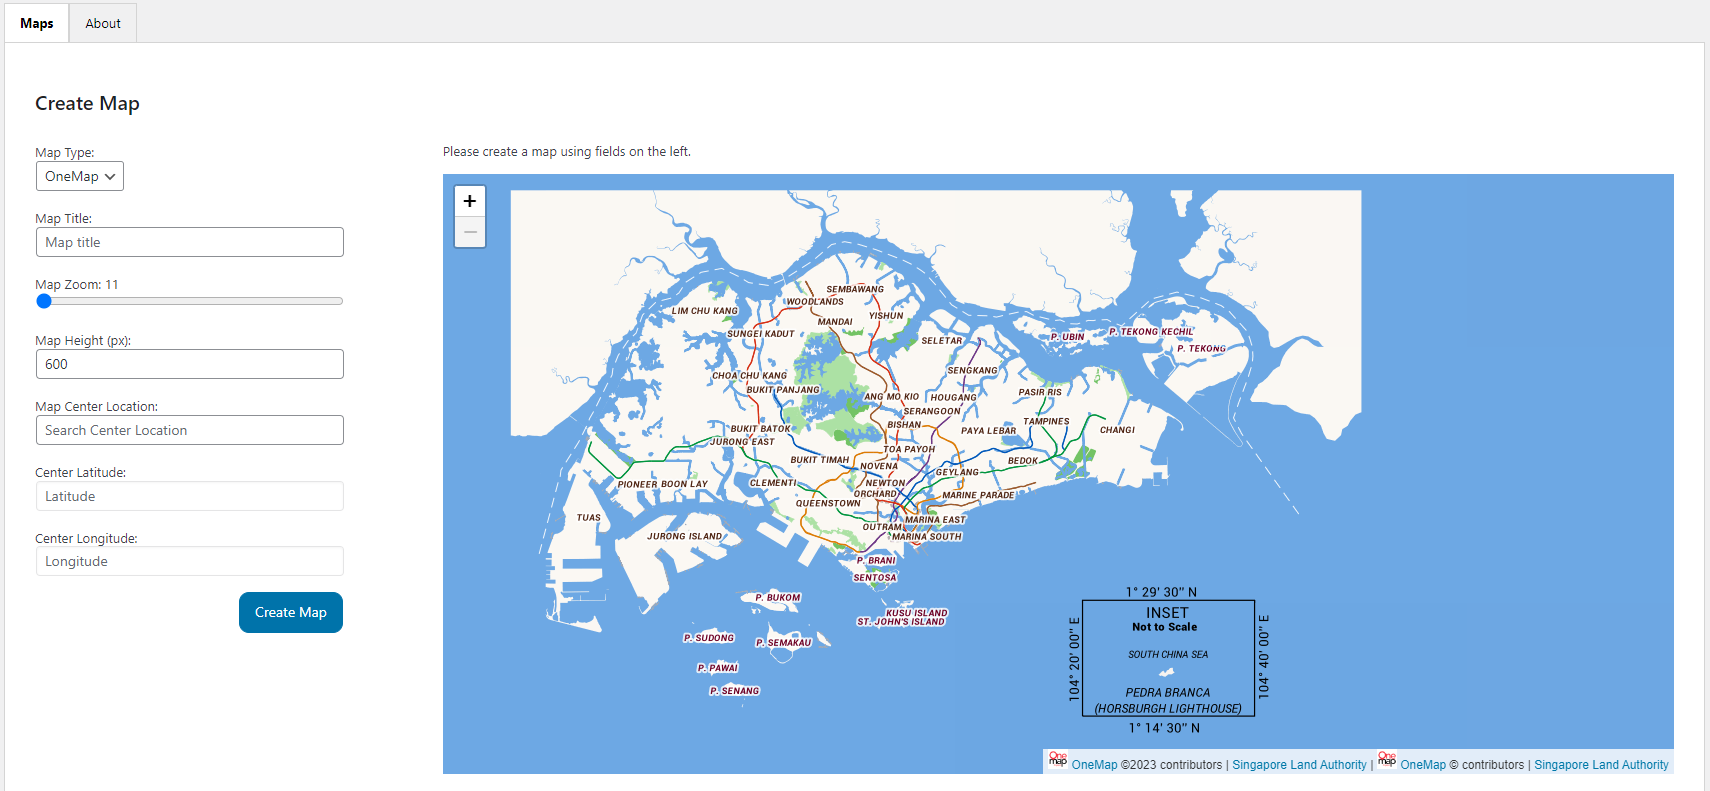 Maps
About
Create Map
Map Type:
OneMap
Map Title:
Map title
Map Zoom: 11
Map Height (px):
600
Map Center Location:
Search Center Location
Center Latitude:
Latitude
Center Longitude:
Longitude
Create Map
Please create a map using fields on the left.
+
−
SEMBAWANG
WOODLANDS
LIM CHU KANG
MANDAI
YISHUN
SUNGEI KADUT
SELETAR
P. UBIN
P. TEKONG KECHIL
P. TEKONG
CHOA CHU KANG
SENGKANG
BUKIT PANJANG
ANG MO KIO
HOUGANG
PASIR RIS
SERANGOON
BUKIT BATOK
BISHAN
PAYA LEBAR
TAMPINES
CHANGI
JURONG EAST
TOA PAYOH
BUKIT TIMAH
NOVENA
BEDOK
GEYLANG
PIONEER
BOON LAY
CLEMENTI
NEWTON
ORCHARD
MARINE PARADE
QUEENSTOWN
TUAS
OUTRAM
MARINA EAST
JURONG ISLAND
MARINA SOUTH
P. BRANI
SENTOSA
P. BUKOM
KUSU ISLAND
ST. JOHN'S ISLAND
P. SUDONG
P. SEMAKAU
P. PAWAI
P. SENANG
1° 29' 30" N
INSET
Not to Scale
104° 20' 00" E
104° 40' 00" E
SOUTH CHINA SEA
PEDRA BRANCA
(HORSBURGH LIGHTHOUSE)
1° 14' 30" N
One map OneMap ©2023 contributors | Singapore Land Authority | One map OneMap © contributors | Singapore Land Authority